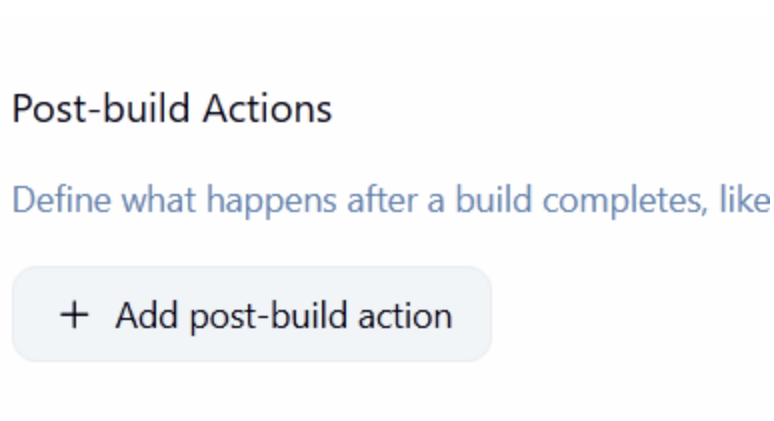 Post-build Actions
Define what happens after a build completes, like
+ Add post-build action